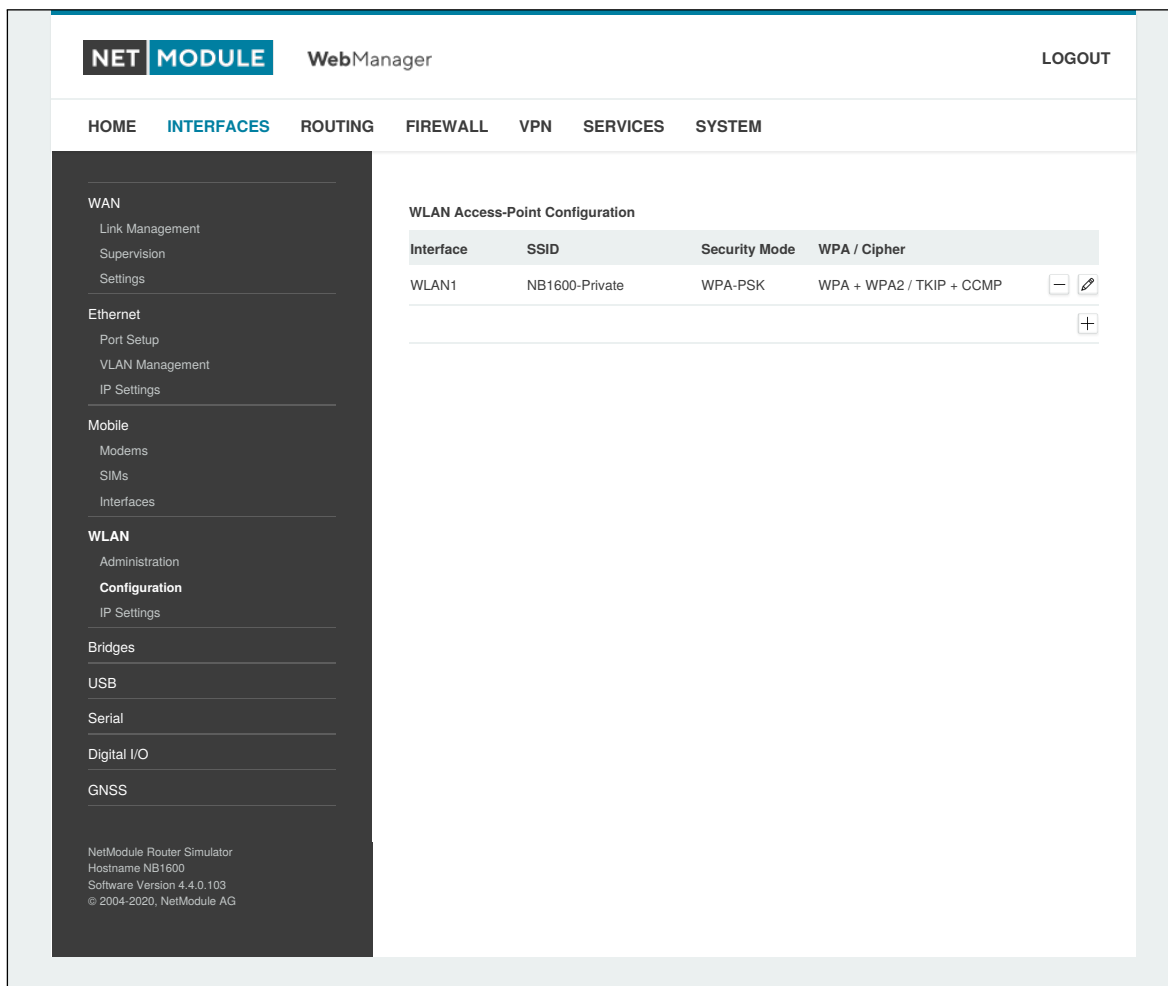 NET MODULE WebManager LOGOUT
HOME INTERFACES ROUTING FIREWALL VPN SERVICES SYSTEM
WAN
Link Management
Supervision
Settings
Ethernet
Port Setup
VLAN Management
IP Settings
Mobile
Modems
SIMs
Interfaces
WLAN
Administration
Configuration
IP Settings
Bridges
USB
Serial
Digital I/O
GNSS
NetModule Router Simulator
Hostname NB1600
Software Version 4.4.0.103
© 2004-2020, NetModule AG
WLAN Access-Point Configuration
Interface SSID Security Mode WPA / Cipher
WLAN1 NB1600-Private WPA-PSK WPA + WPA2 / TKIP + CCMP